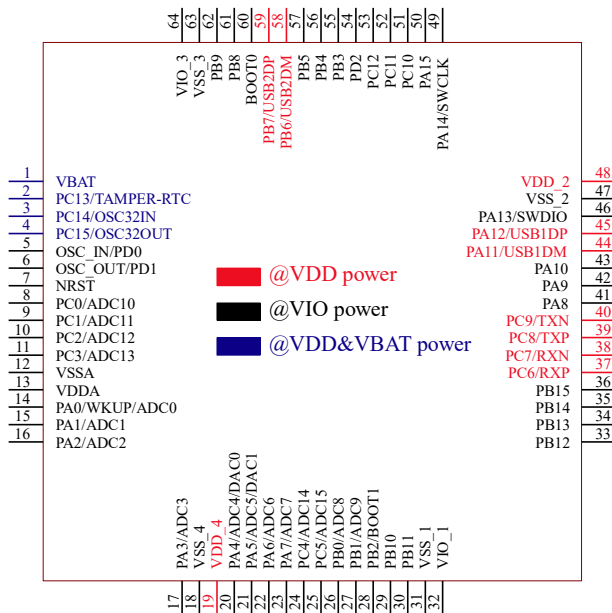 64 63 62 61 60 59 58 57 56 55 54 53 52 51 50 49
VIO_3
VSS_3
PB9
PB8
BOOT0
PB7/USB2DP
PB6/USB2DM
PB5
PB4
PB3
PD2
PC12
PC11
PC10
PA15
PA14/SWCLK
1 VBAT
2 PC13/TAMPER-RTC
3 PC14/OSC32IN
4 PC15/OSC32OUT
5 OSC_IN/PD0
6 OSC_OUT/PD1
7 NRST
8 PC0/ADC10
9 PC1/ADC11
10 PC2/ADC12
11 PC3/ADC13
12 VSSA
13 VDDA
14 PA0/WKUP/ADC0
15 PA1/ADC1
16 PA2/ADC2
@VDD power
@VIO power
@VDD&VBAT power
VDD_2 48
VSS_2 47
PA13/SWDIO 46
PA12/USB1DP 45
PA11/USB1DM 44
PA10 43
PA9 42
PA8 41
PC9/TXN 40
PC8/TXP 39
PC7/RXN 38
PC6/RXP 37
PB15 36
PB14 35
PB13 34
PB12 33
PA3/ADC3
VSS_4
VDD_4
PA4/ADC4/DAC0
PA5/ADC5/DAC1
PA6/ADC6
PA7/ADC7
PC4/ADC14
PC5/ADC15
PB0/ADC8
PB1/ADC9
PB2/BOOT1
PB10
PB11
VSS_1
VIO_1
17 18 19 20 21 22 23 24 25 26 27 28 29 30 31 32